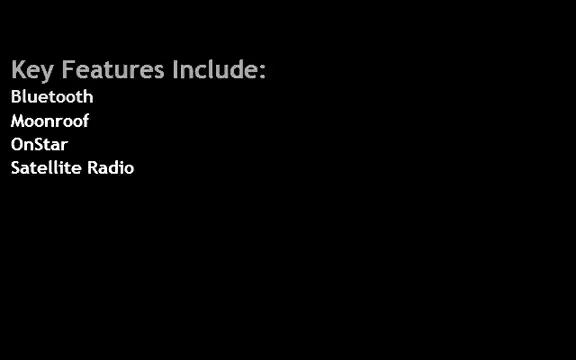 Key Features Include:
Bluetooth
Moonroof
OnStar
Satellite Radio